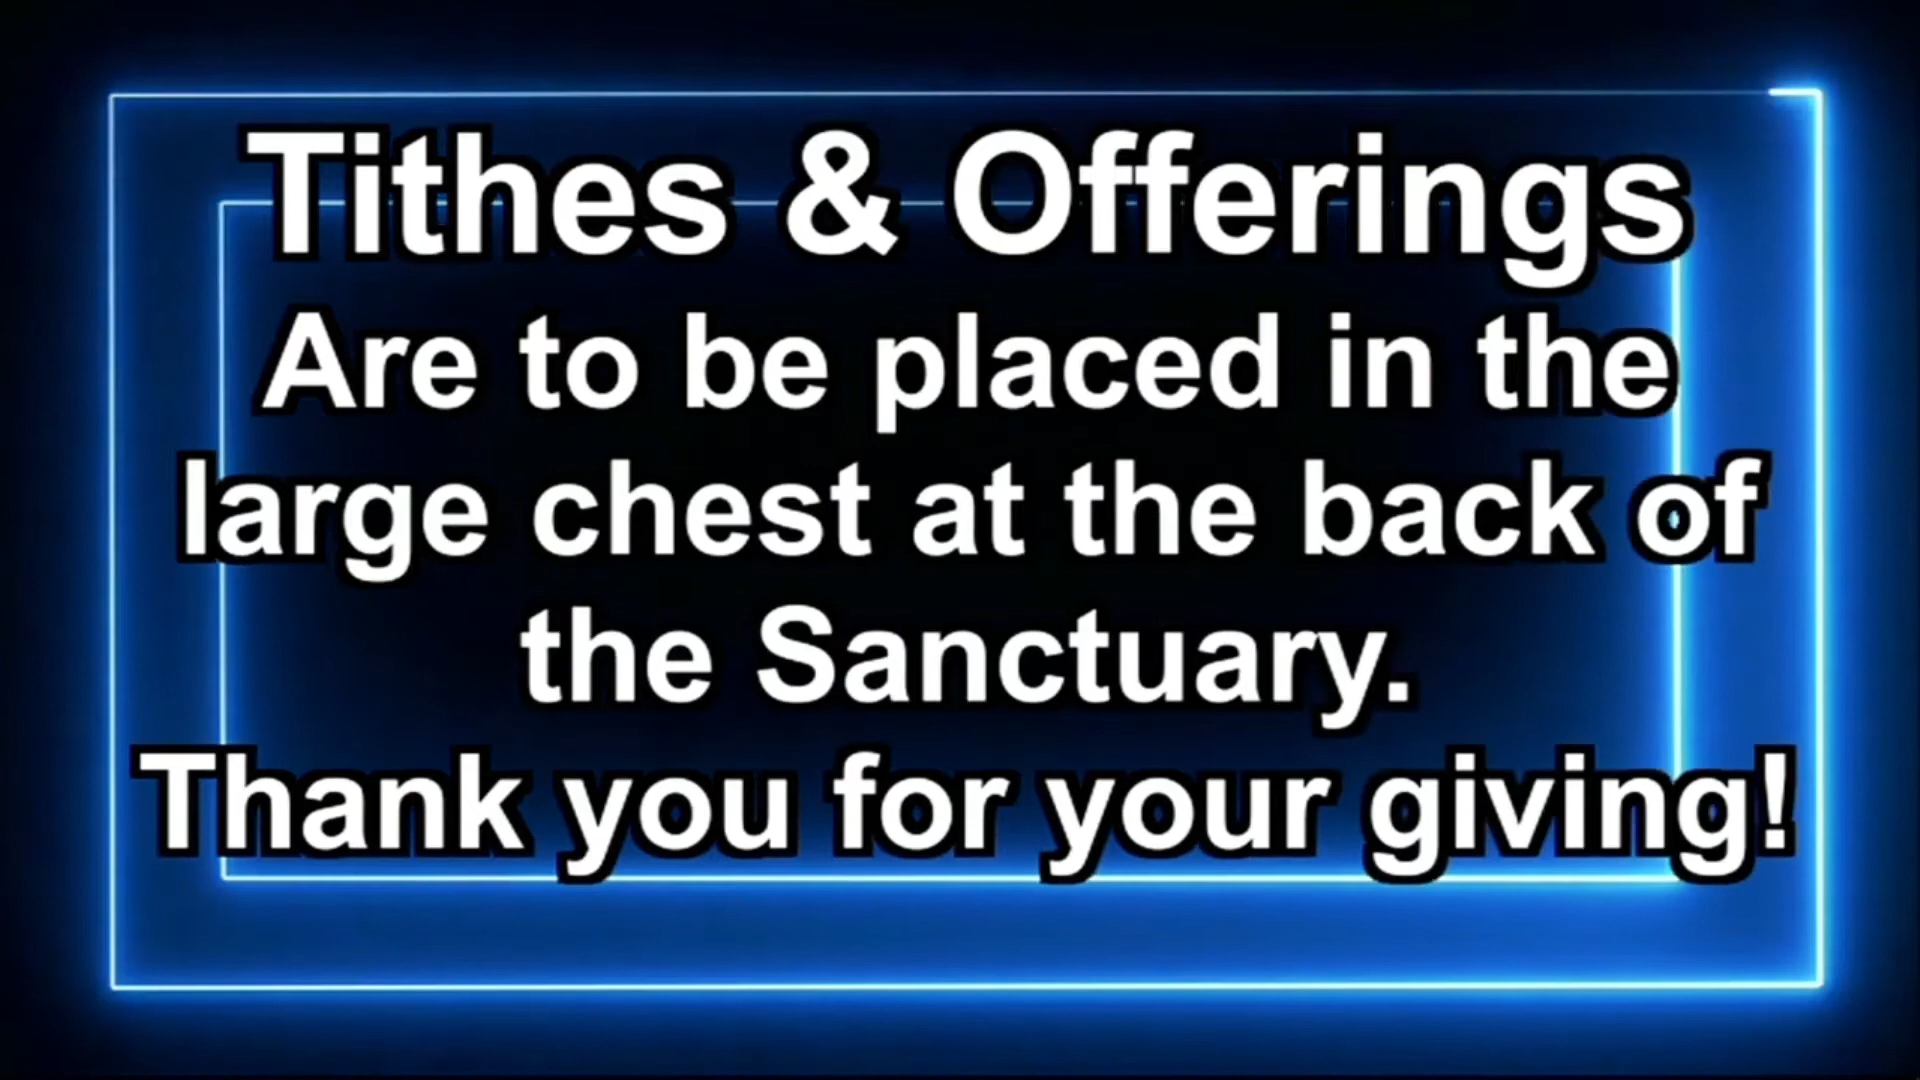 Tithes & Offerings
Are to be placed in the
large chest at the back of
the Sanctuary.
Thank you for your giving!